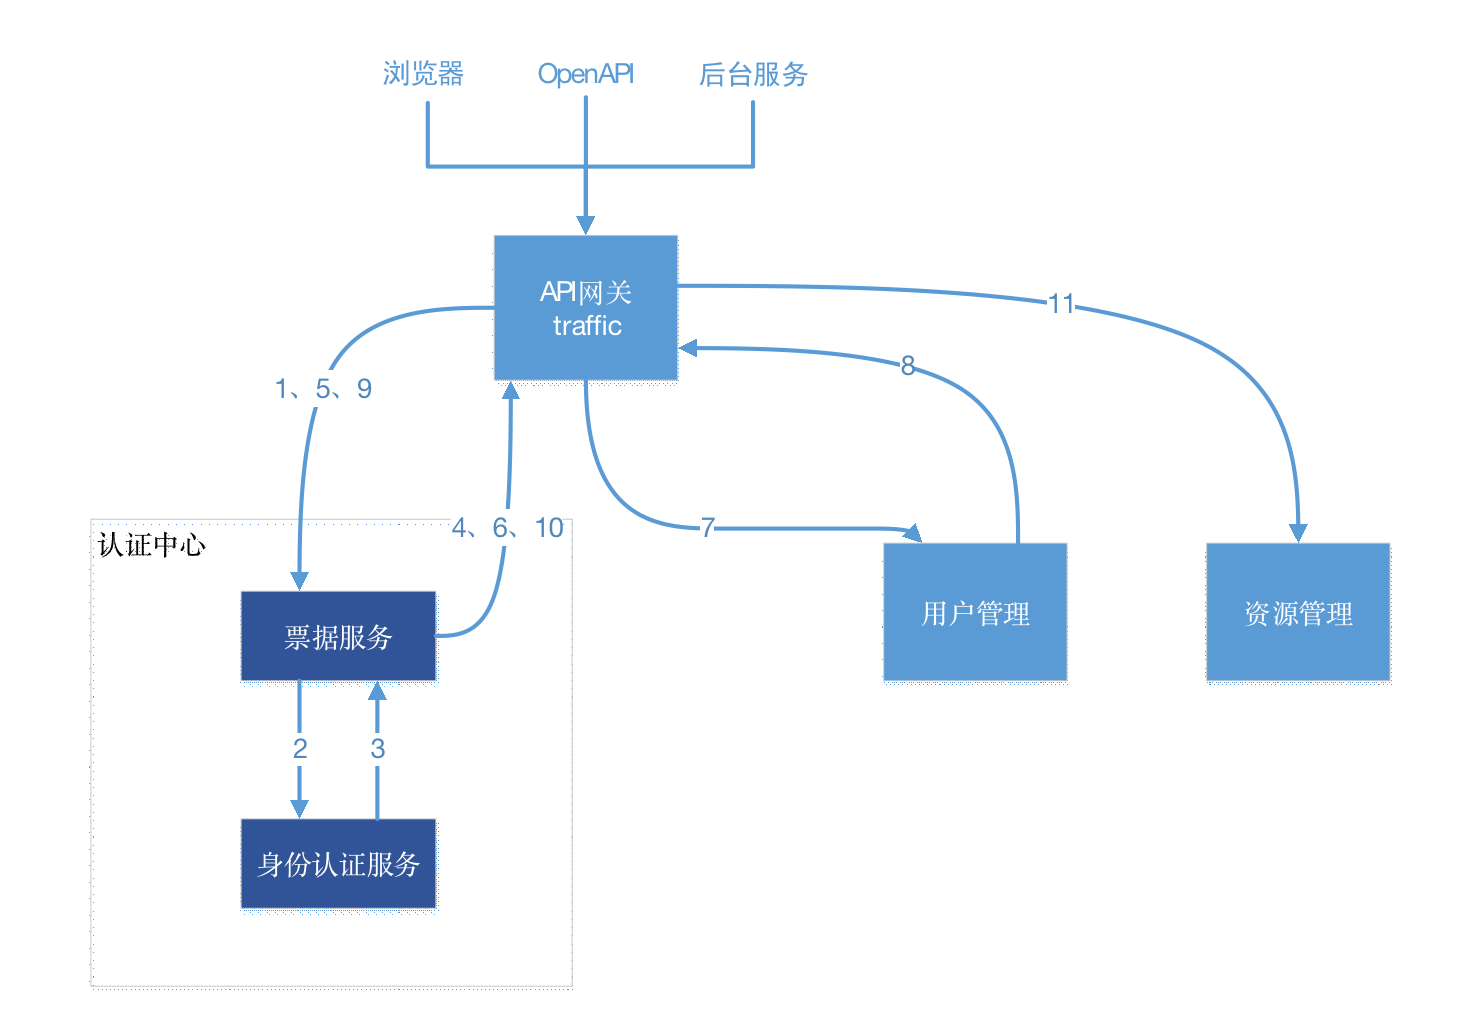 浏览器
OpenAPI
后台服务
API网关
traffic
11
8
1、5、9
4、6、10
7
认证中心
票据服务
用户管理
资源管理
2
3
身份认证服务